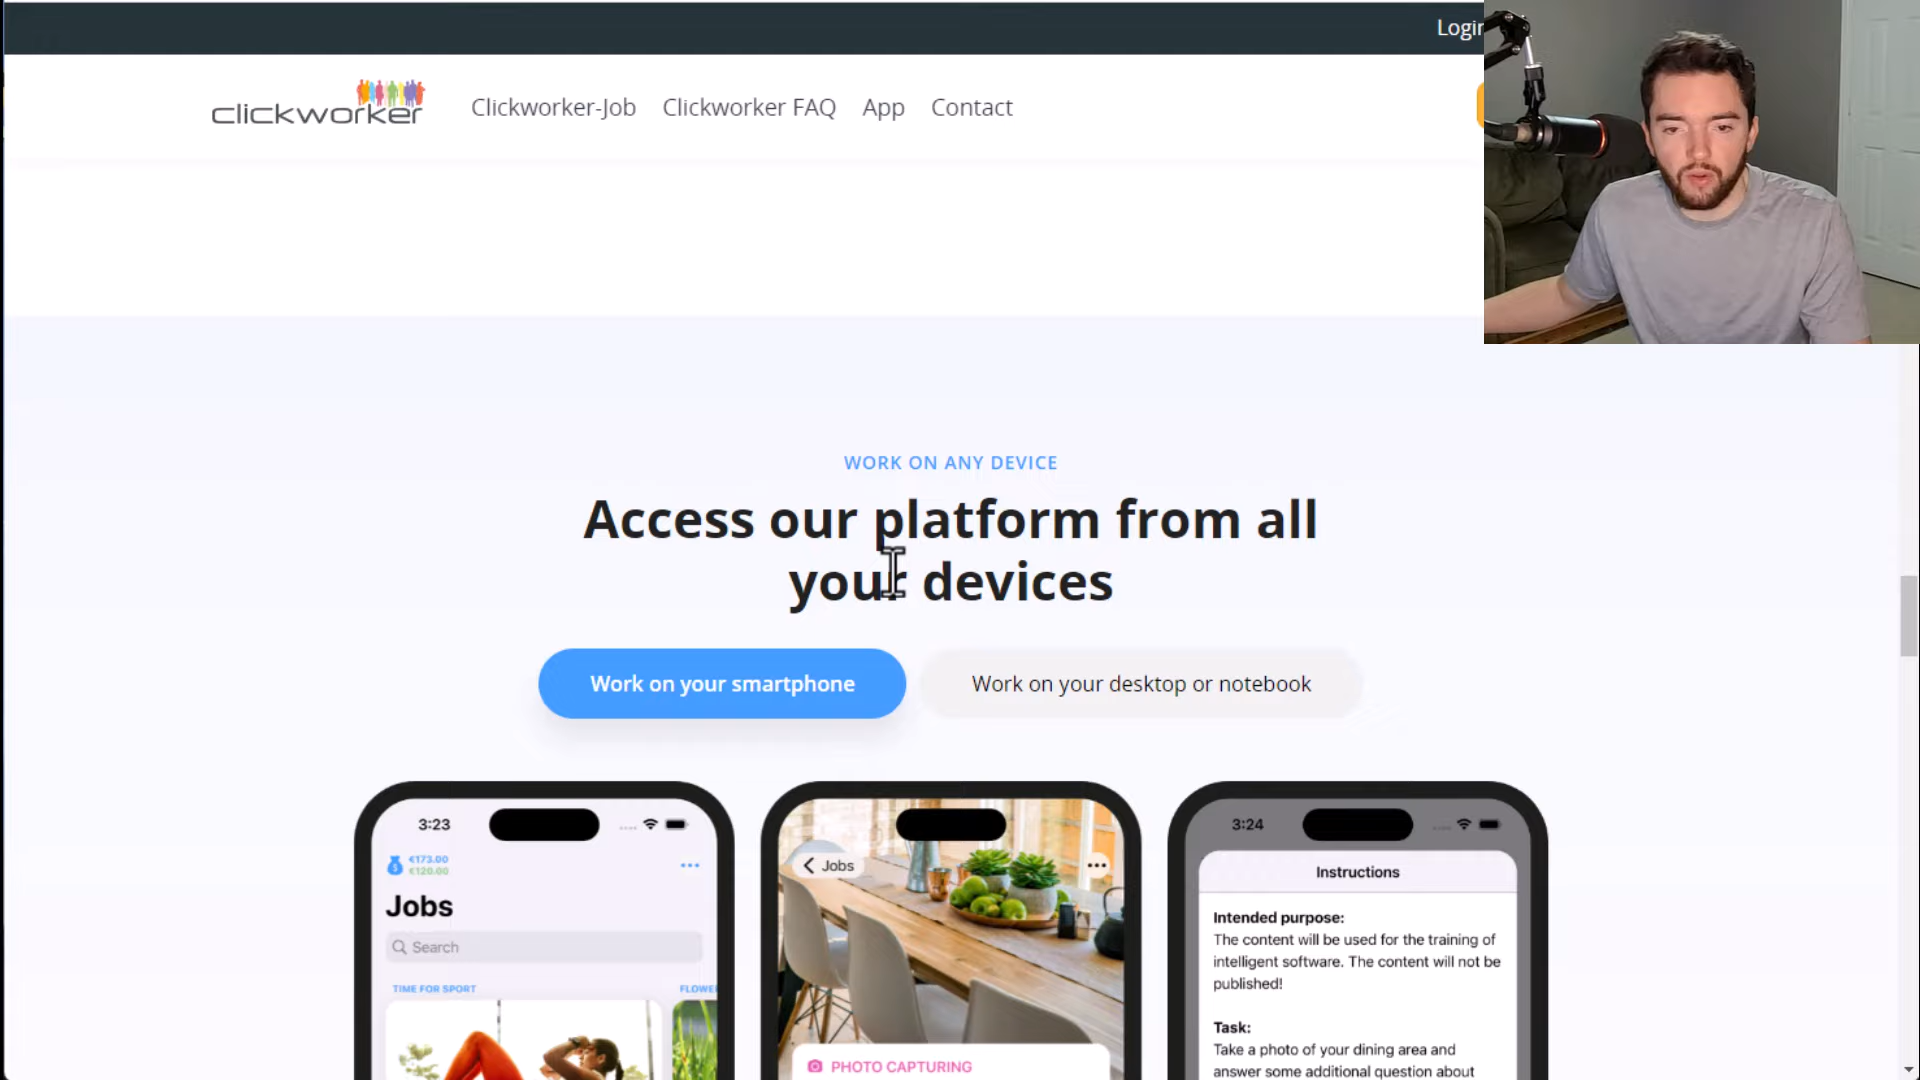 Login
clickworker
Clickworker-Job
Clickworker FAQ
App
Contact
WORK ON ANY DEVICE
Access our platform from all
your devices
Work on your smartphone
Work on your desktop or notebook
3:23
€173.00
€120.00
Jobs
Search
TIME FOR SPORT
Jobs
PHOTO CAPTURING
3:24
Instructions
Intended purpose:
The content will be used for the training of
intelligent software. The content will not be
published!
Task:
Take a photo of your dining area and
answer some additional question about